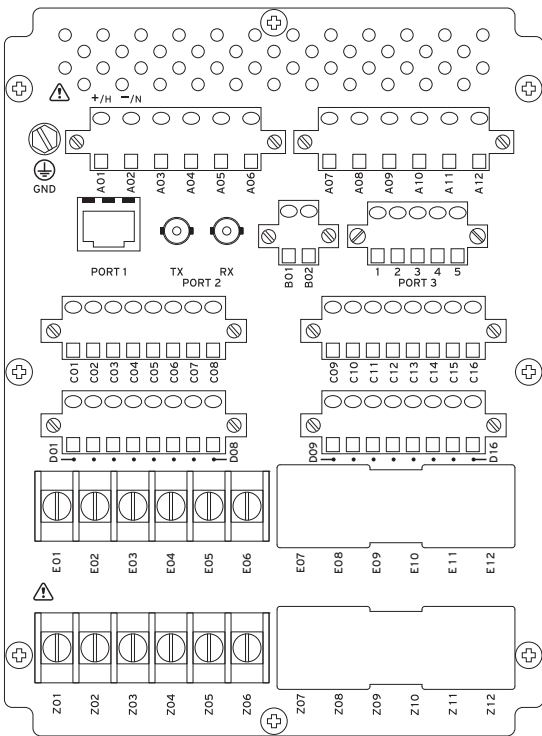 +/H –/N
A01 A02 A03 A04 A05 A06 A07 A08 A09 A10 A11 A12
GND
PORT 1 TX RX B01 B02 1 2 3 4 5
PORT 2 PORT 3
C01 C02 C03 C04 C05 C06 C07 C08 C09 C10 C11 C12 C13 C14 C15 C16
D01 D08 D09 D16
E01 E02 E03 E04 E05 E06 E07 E08 E09 E10 E11 E12
Z01 Z02 Z03 Z04 Z05 Z06 Z07 Z08 Z09 Z10 Z11 Z12